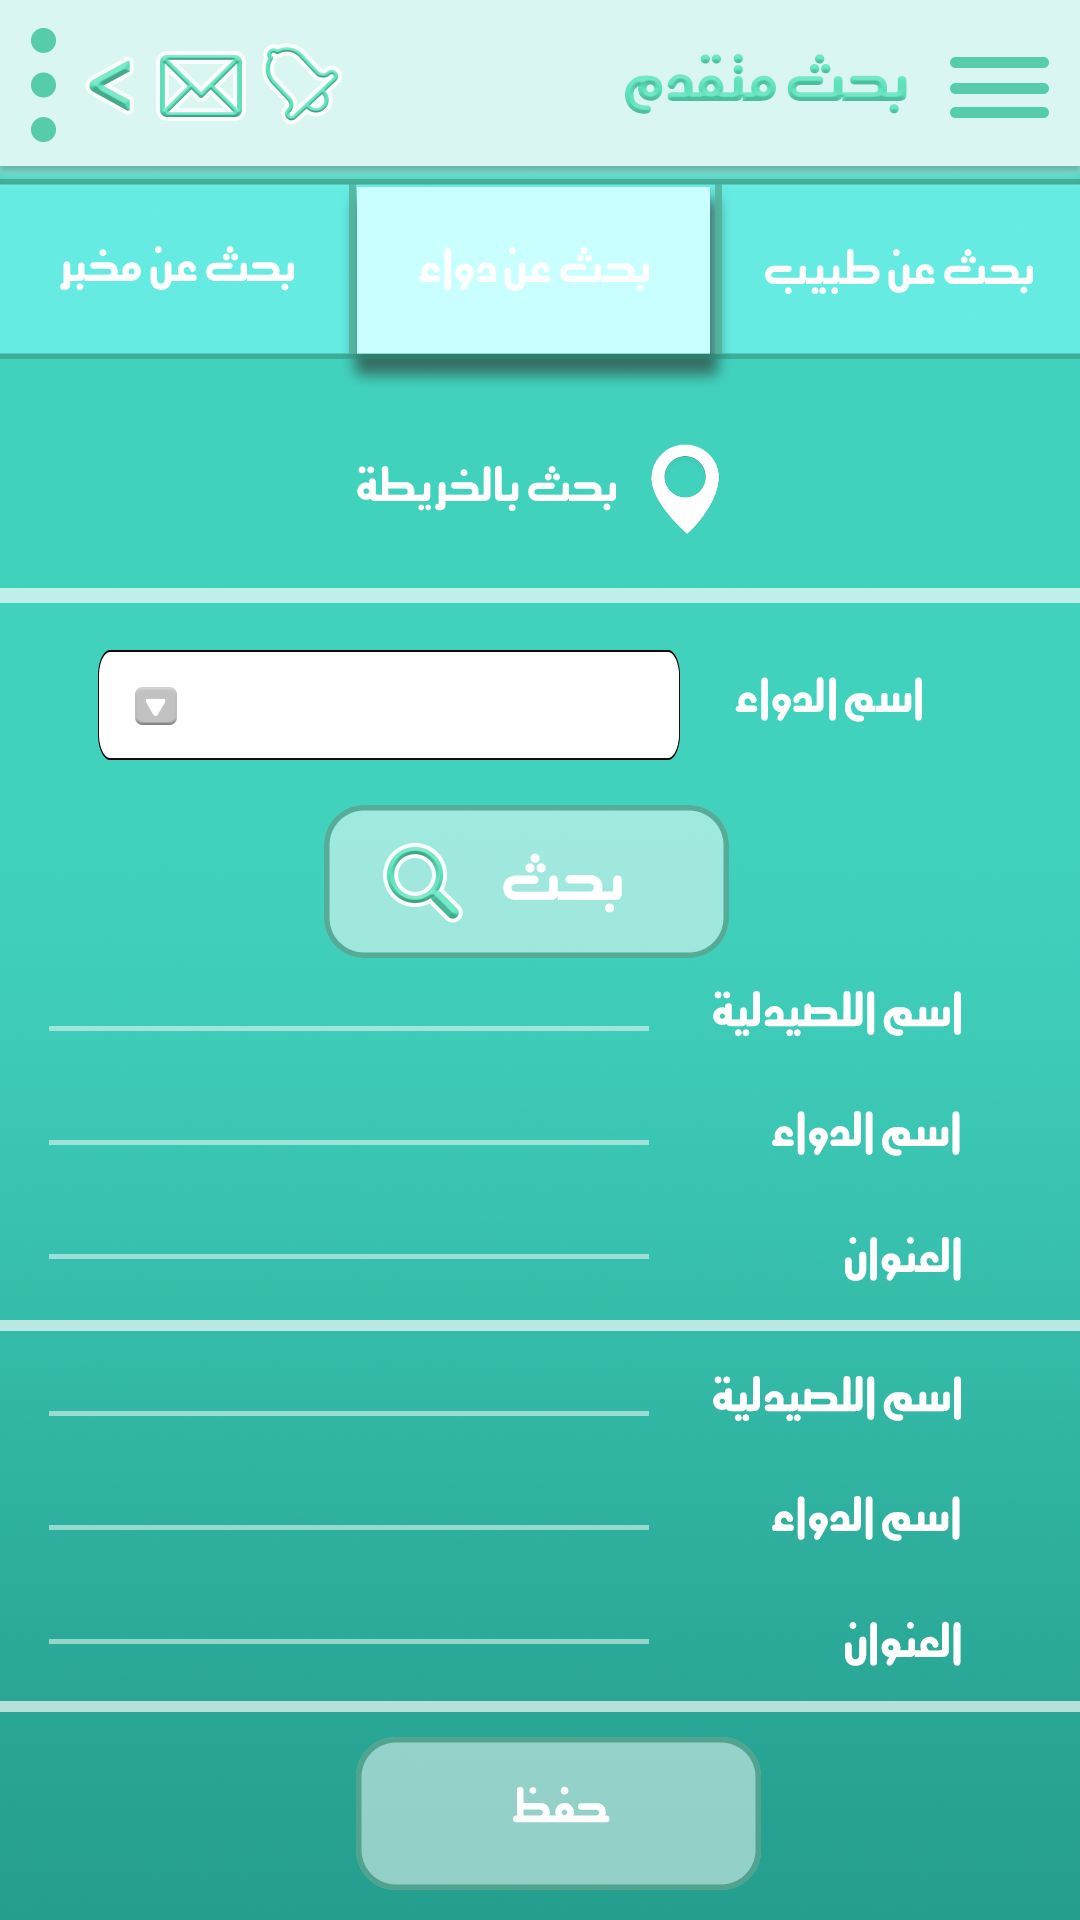 بحث متقدم
بحث عن طبيب
بحث عن دواء
بحث عن مخبر
بحث بالخريطة
اسم الدواء
بحث
اسم اللصيدلية
اسم الدواء
العنوان
اسم اللصيدلية
اسم الدواء
العنوان
حفظ